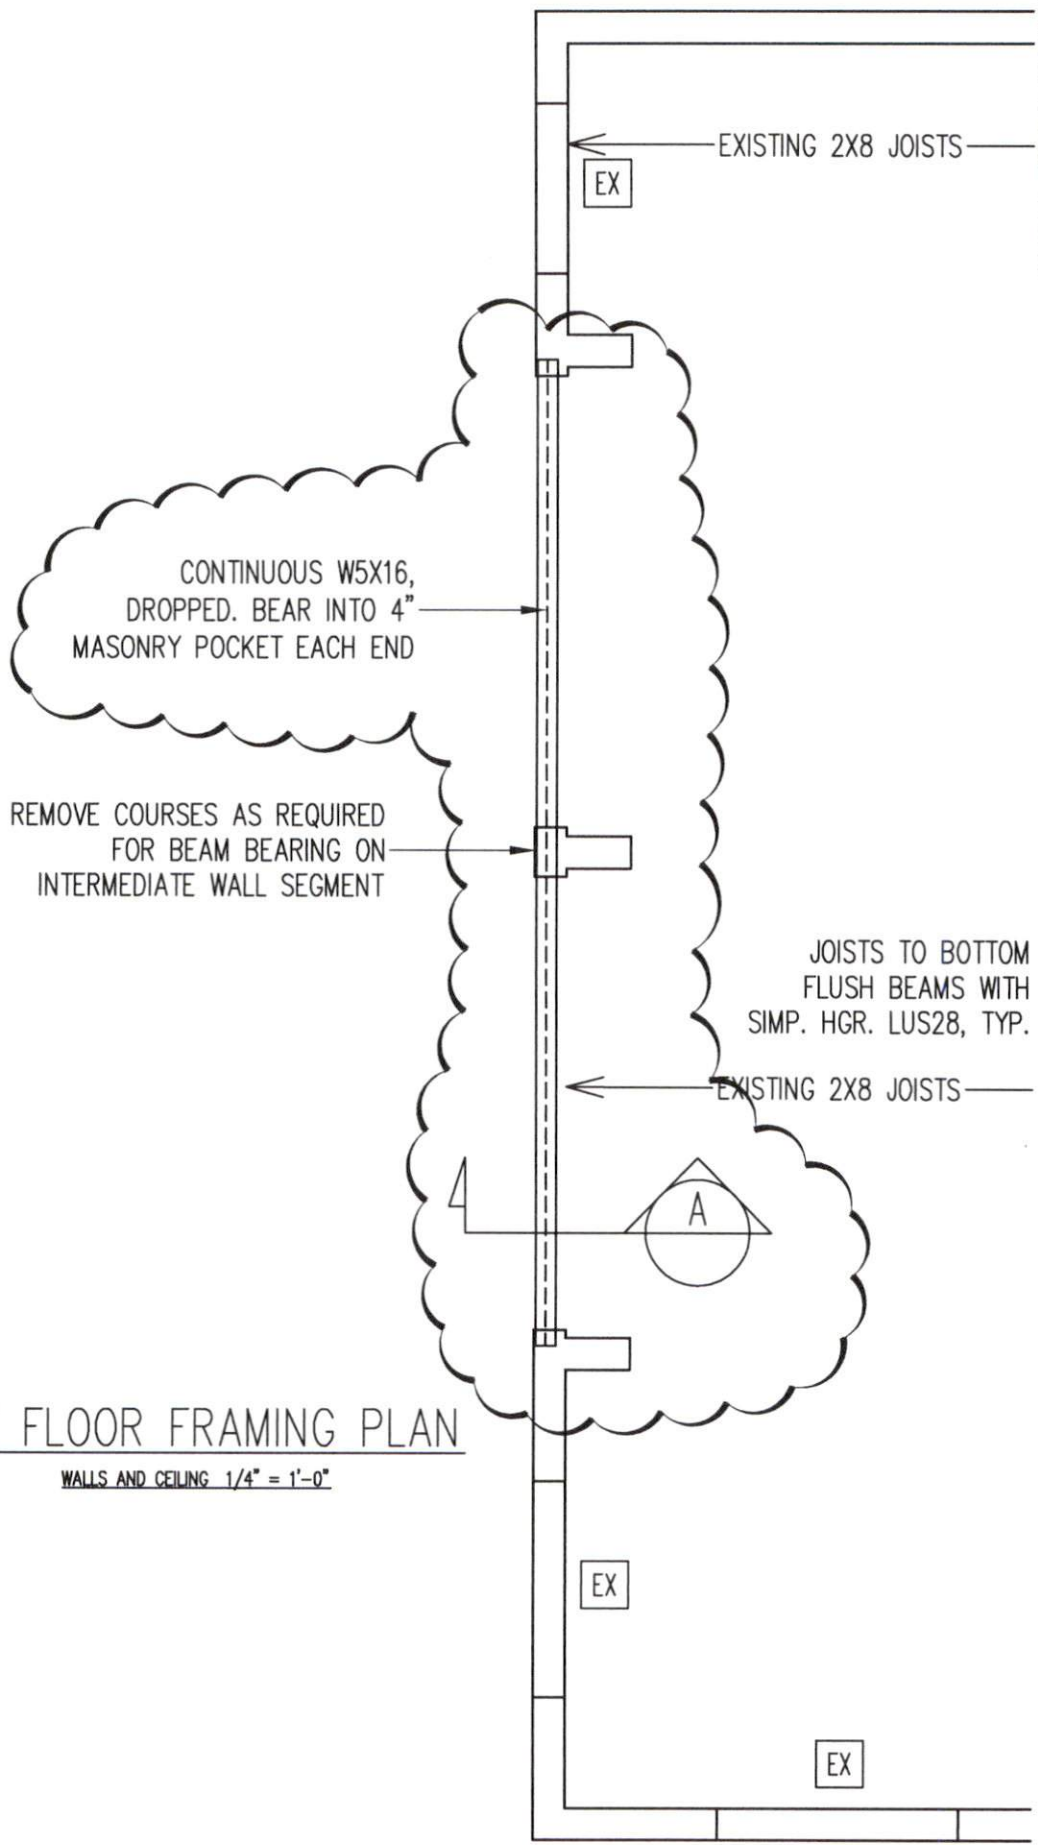 EXISTING 2X8 JOISTS
EX
CONTINUOUS W5X16,
DROPPED. BEAR INTO 4"
MASONRY POCKET EACH END
REMOVE COURSES AS REQUIRED
FOR BEAM BEARING ON
INTERMEDIATE WALL SEGMENT
JOISTS TO BOTTOM
FLUSH BEAMS WITH
SIMP. HGR. LUS28, TYP.
EXISTING 2X8 JOISTS
A
FLOOR FRAMING PLAN
WALLS AND CEILING 1/4" = 1'-0"
EX
EX